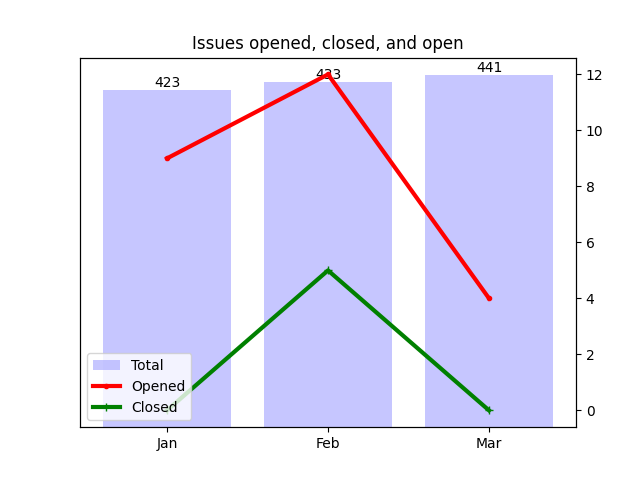 Issues opened, closed, and open
423
433
441
12
10
8
6
4
2
0
Total
Opened
Closed
Jan
Feb
Mar